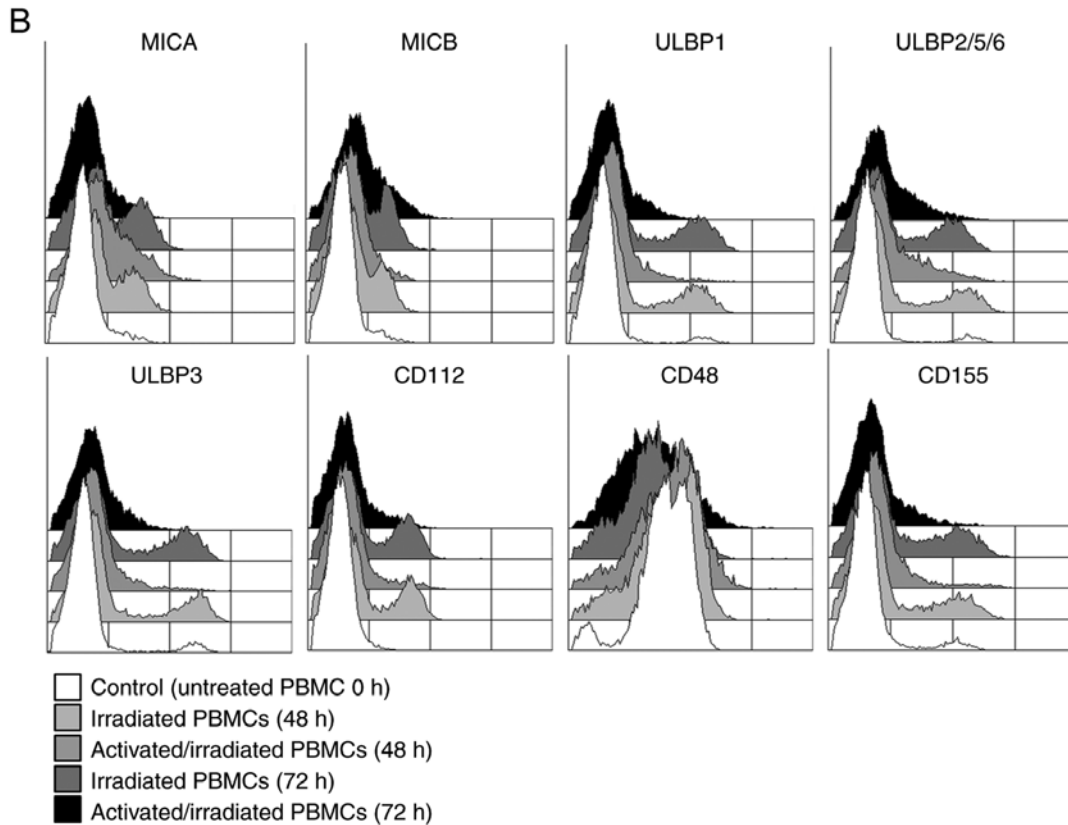 B
MICA MICB ULBP1 ULBP2/5/6
ULBP3 CD112 CD48 CD155
Control (untreated PBMC 0 h)
Irradiated PBMCs (48 h)
Activated/irradiated PBMCs (48 h)
Irradiated PBMCs (72 h)
Activated/irradiated PBMCs (72 h)